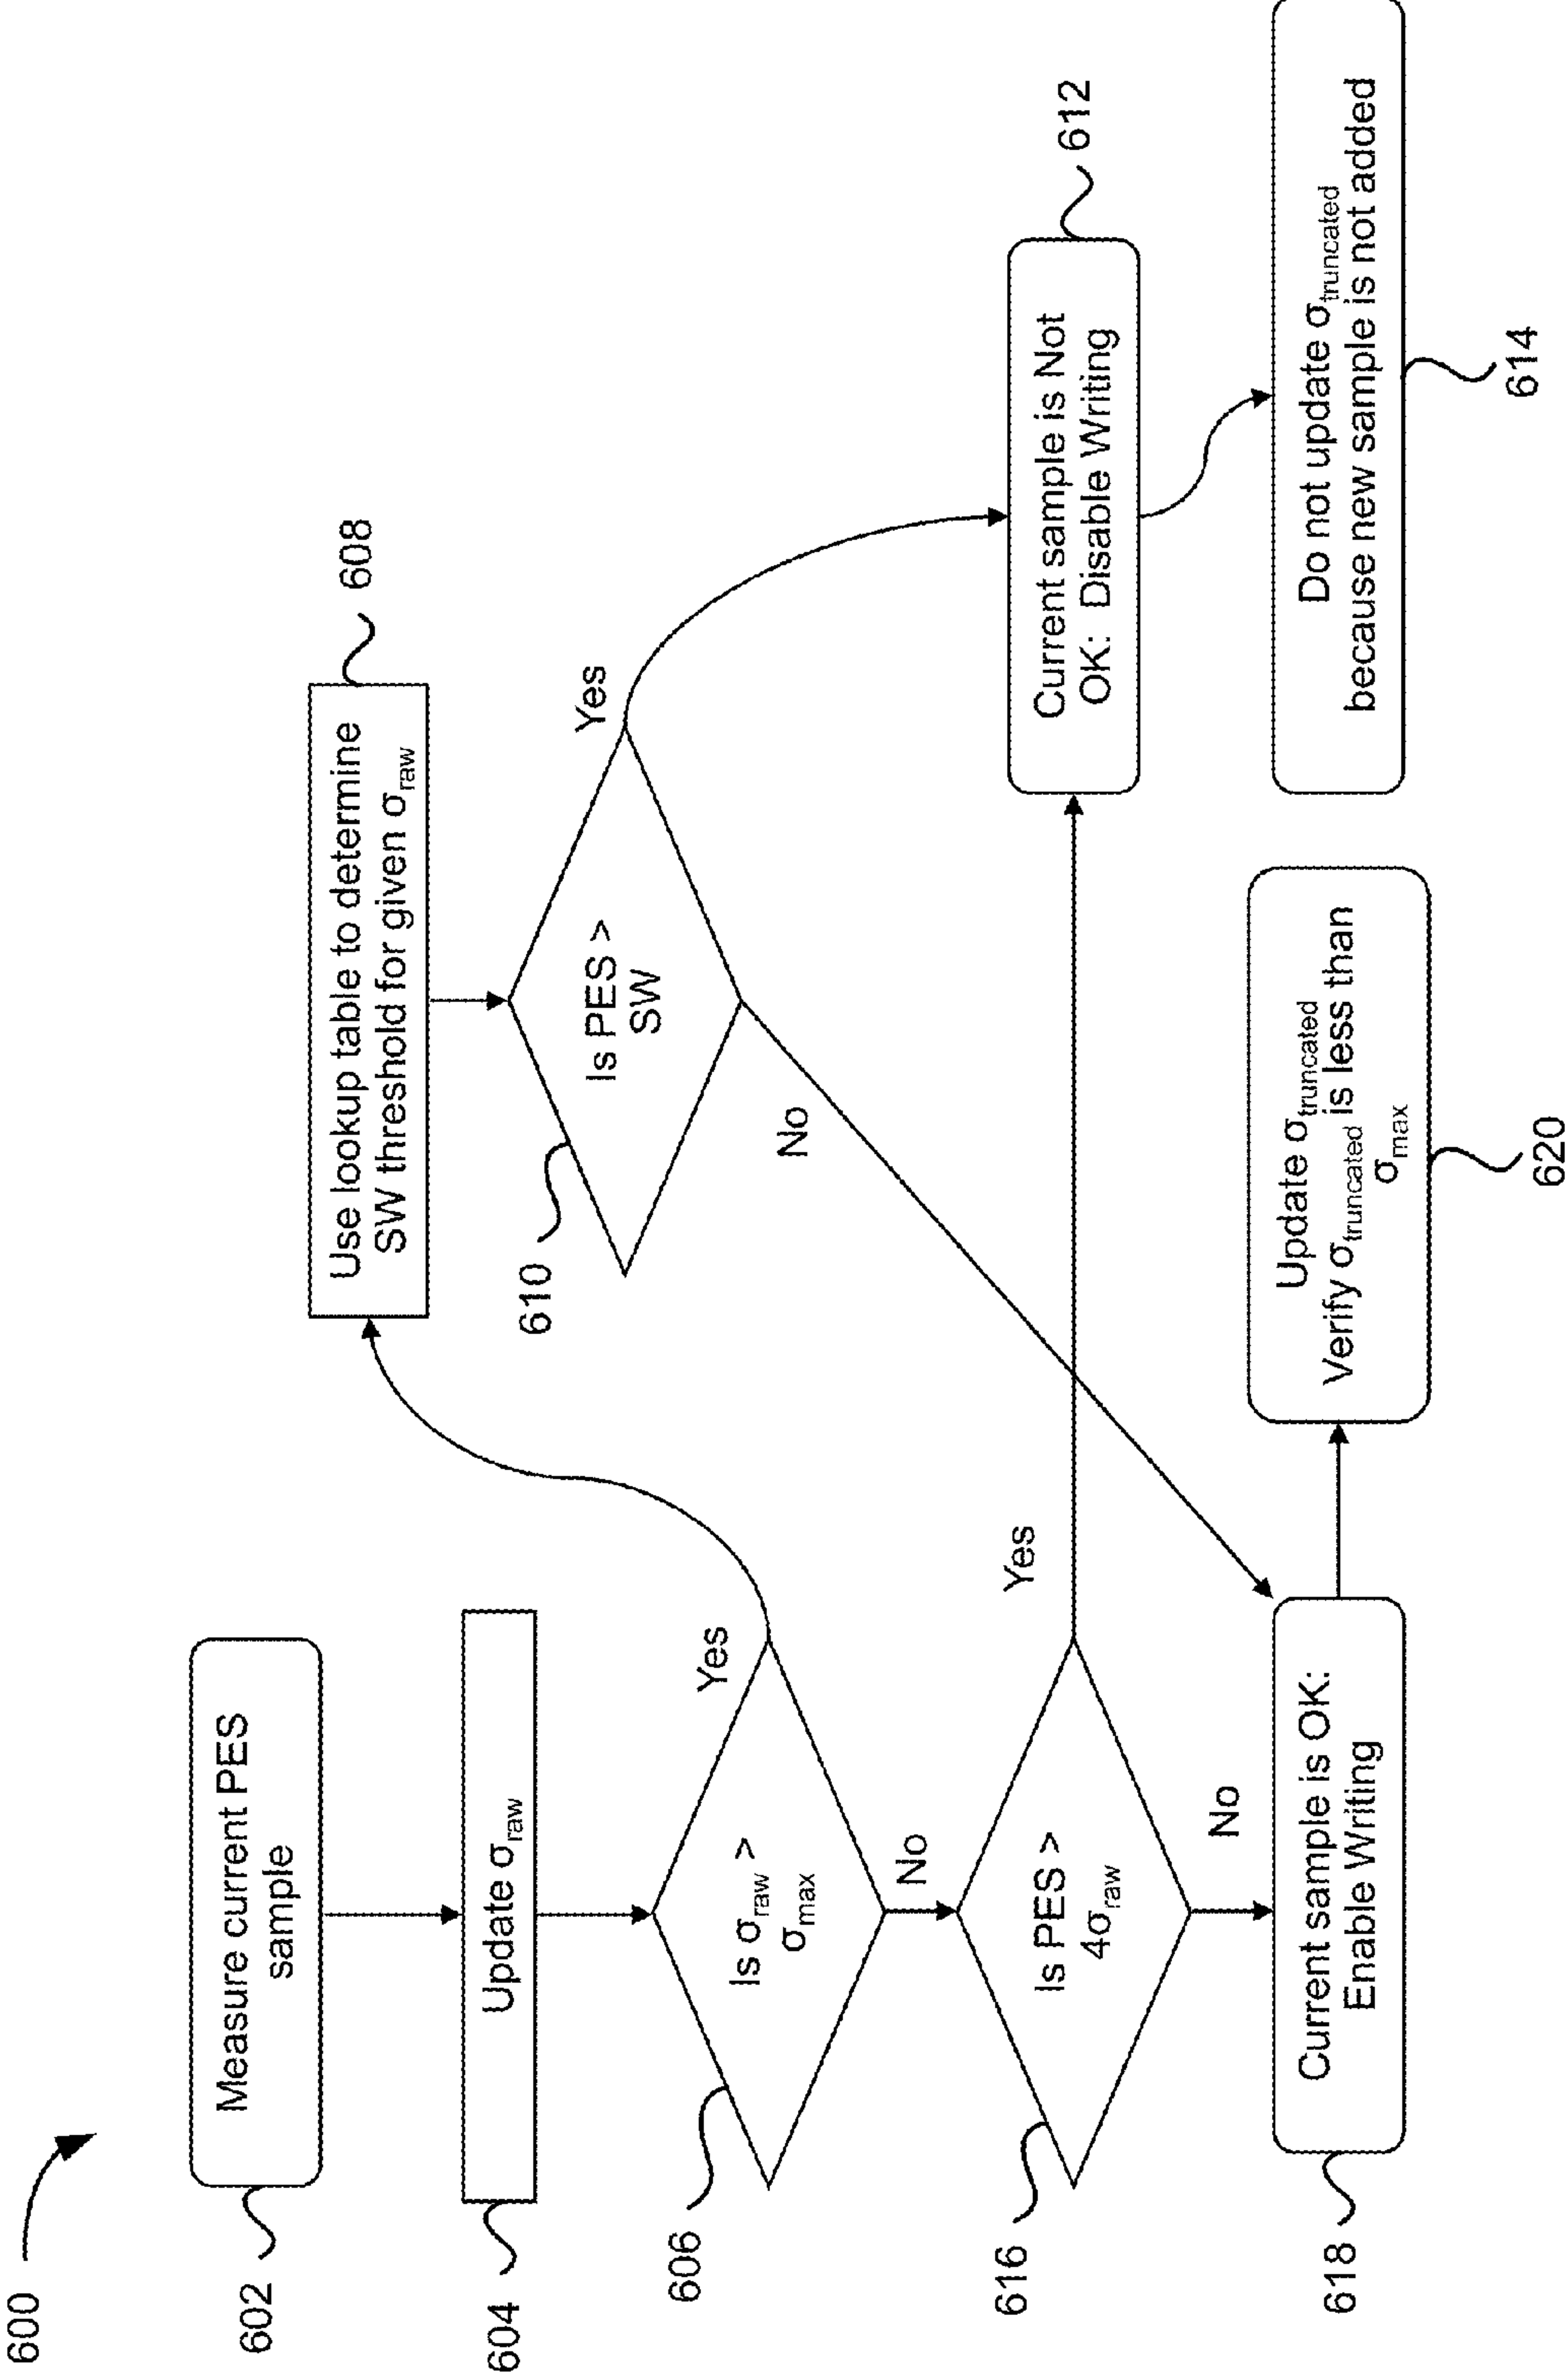 600
602
Measure current PES
sample
604
Update σraw
606
Is σraw >
σmax
Yes
No
608
Use lookup table to determine
SW threshold for given σraw
610
Is PES >
SW
Yes
No
616
Is PES >
4σraw
Yes
No
612
Current sample is Not
OK: Disable Writing
618
Current sample is OK:
Enable Writing
Update σtruncated
Verify σtruncated is less than
σmax
620
Do not update σtruncated
because new sample is not added
614